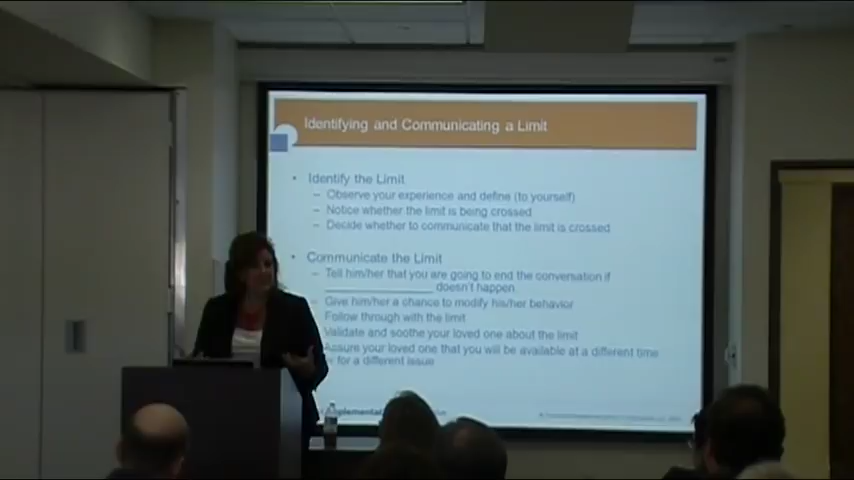 Identifying and Communicating a Limit
• Identify the Limit
– Observe your experience and define (to yourself)
– Notice whether the limit is being crossed
– Decide whether to communicate that the limit is crossed
• Communicate the Limit
– Tell him/her that you are going to end the conversation if
____________ doesn't happen
– Give him/her a chance to modify his/her behavior
Follow through with the limit
Validate and soothe your loved one about the limit
Assure your loved one that you will be available at a different time
for a different issue